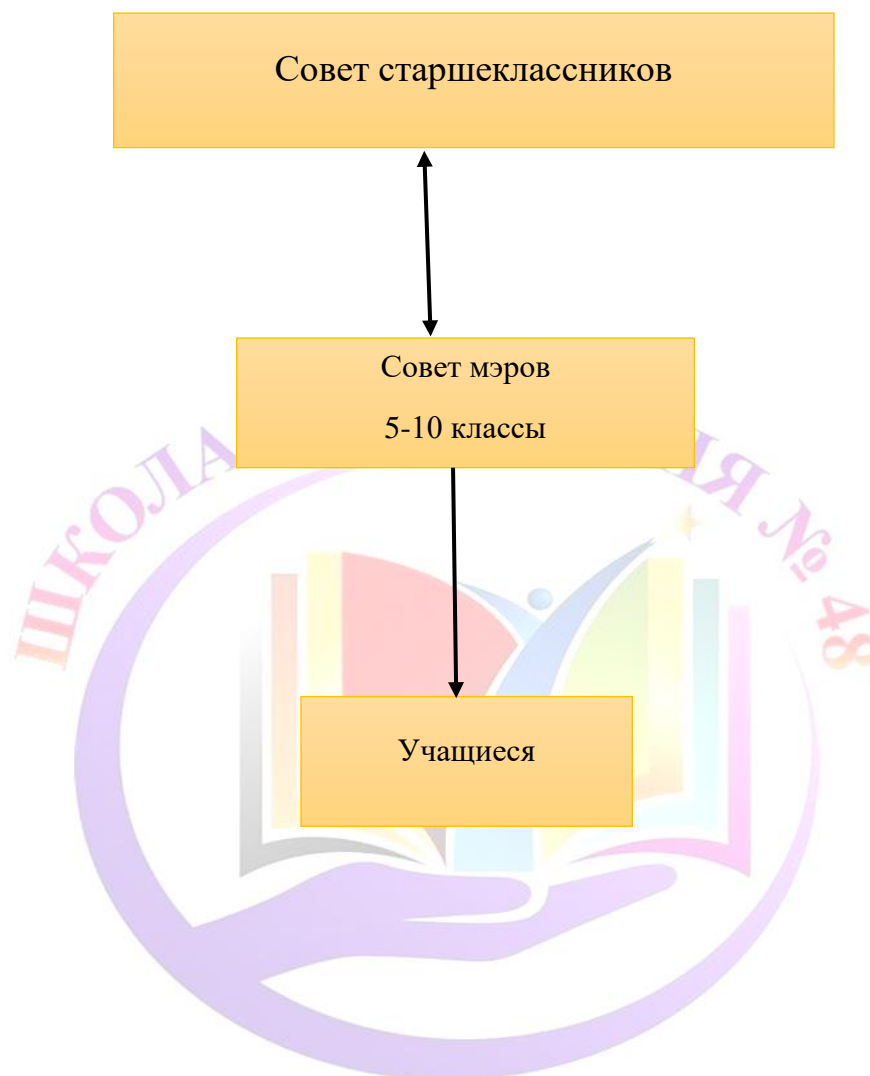 Совет старшеклассников
Совет мэров
5-10 классы
ШКОЛА
№ 48
Учащиеся